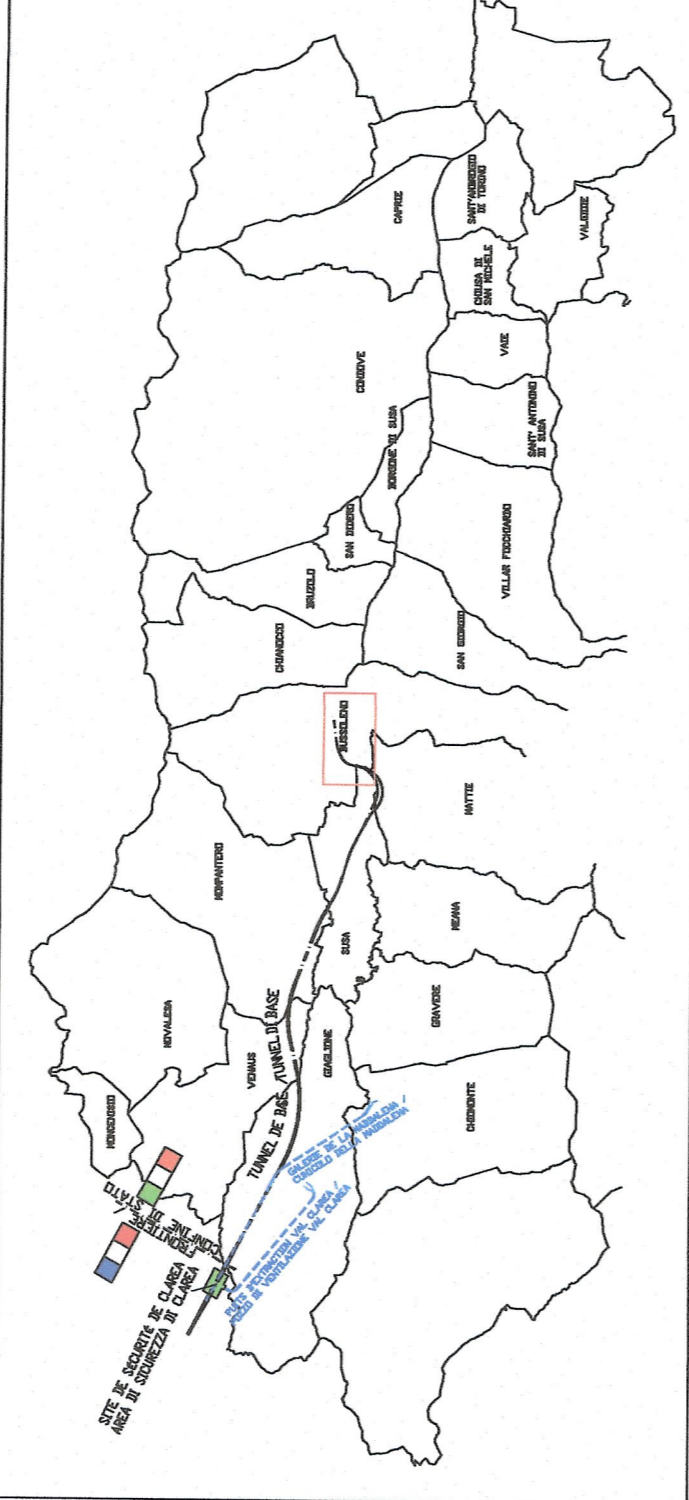 SITE DE SéCURITé DE CLAREA
AREA DI SICUREZZA DI CLAREA
FRONTIERE
CONFINE DI STATO
MONCENISIO
NOVALESA
VENAUS
MOMPANTERO
TUNNEL DE BASE /TUNNEL DI BASE
GIAGLIONE
PUITS D'EXTRACTION VAL CLAREA /
POZZO DI VENTILAZIONE VAL CLAREA
GALERIE DE LA MADDALENA /
CUNICOLO DELLA MADDALENA
CHIOMONTE
GRAVERE
SUSA
MEANA
MATTIE
BUSSOLENO
CHIANOCCO
BRUZOLO
SAN DIDERO
SAN GIORGIO
BORGONE DI SUSA
CONDOVE
VILLAR FOCCHIARDO
SANT' ANTONINO
DI SUSA
VAIE
CAPRIE
CHIUSA DI
SAN MICHELE
SANT'AMBROGIO
DI TORINO
VALGIOIE